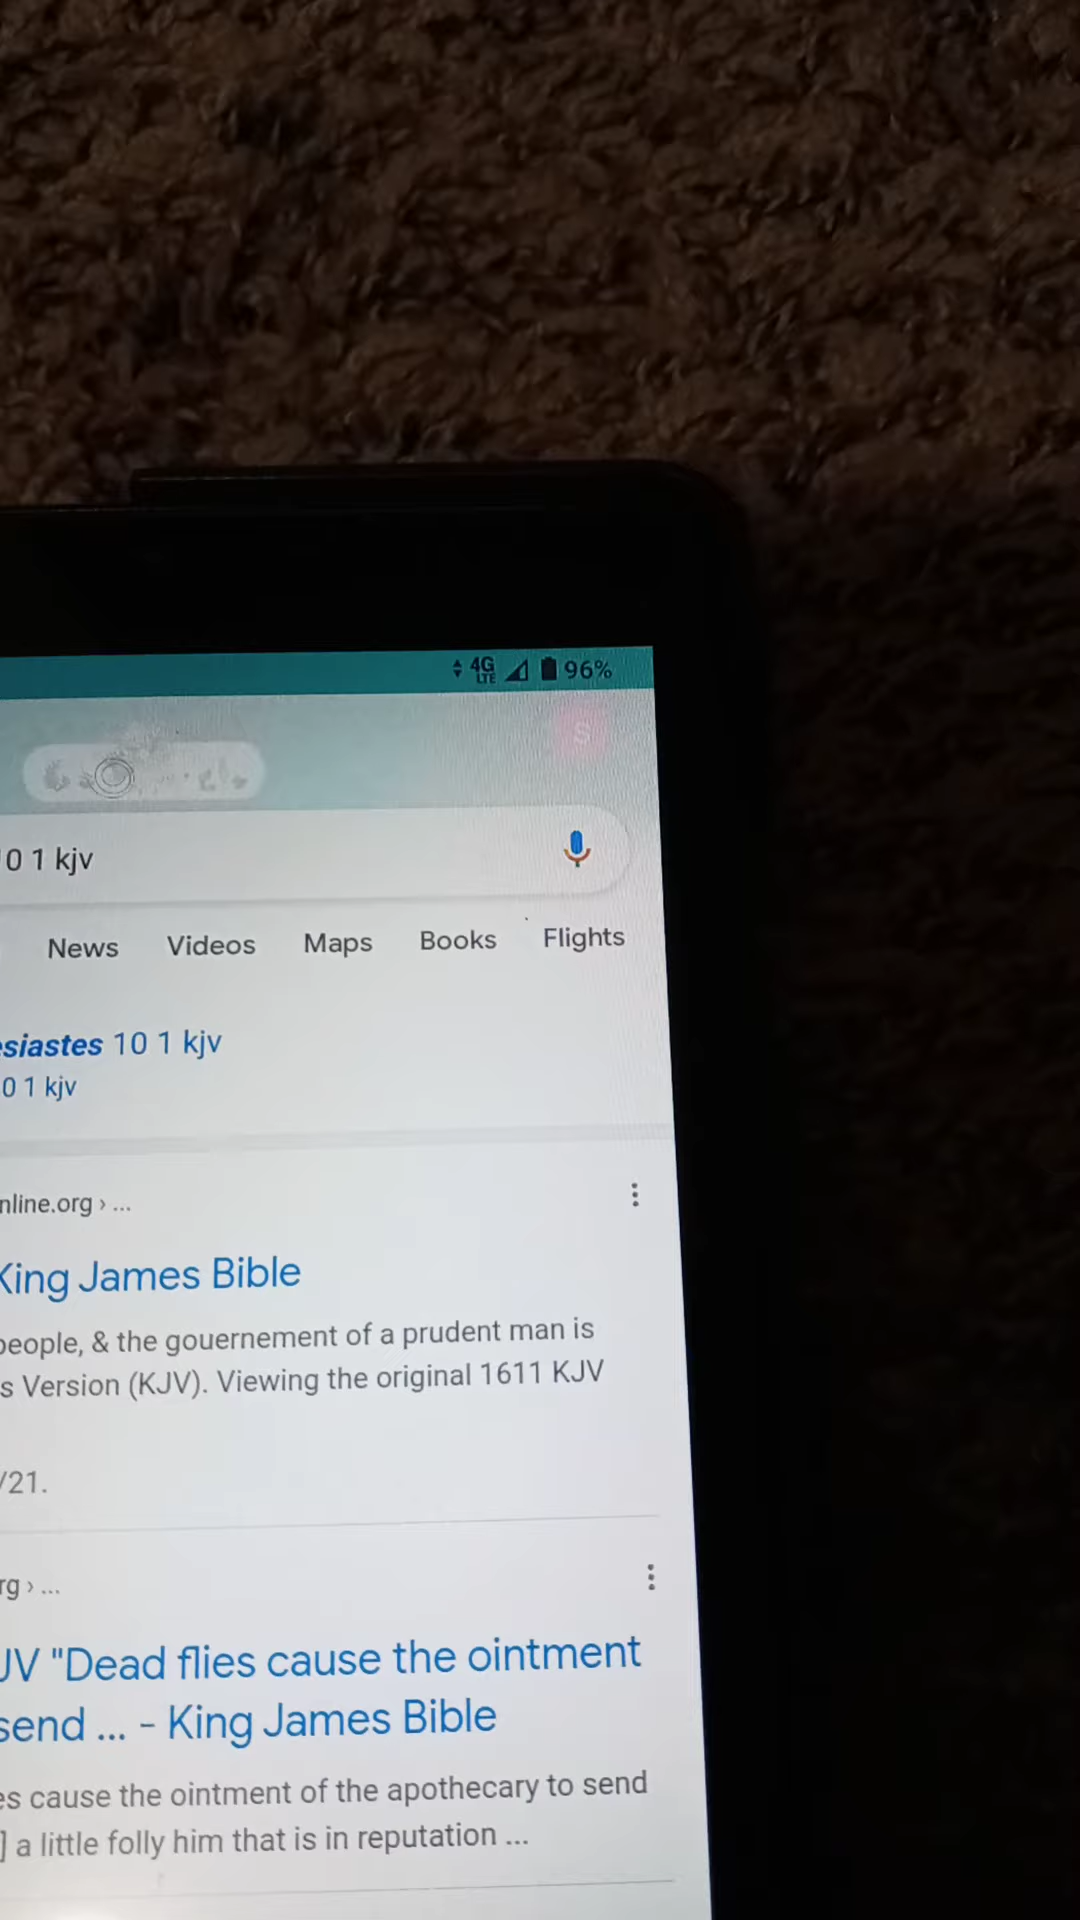 4G LTE 96%
S
0 1 kjv
News Videos Maps Books Flights
siastes 10 1 kjv
0 1 kjv
nline.org › ...
King James Bible
people, & the gouernement of a prudent man is
s Version (KJV). Viewing the original 1611 KJV
/21.
rg › ...
JV "Dead flies cause the ointment
send ... - King James Bible
es cause the ointment of the apothecary to send
] a little folly him that is in reputation ...